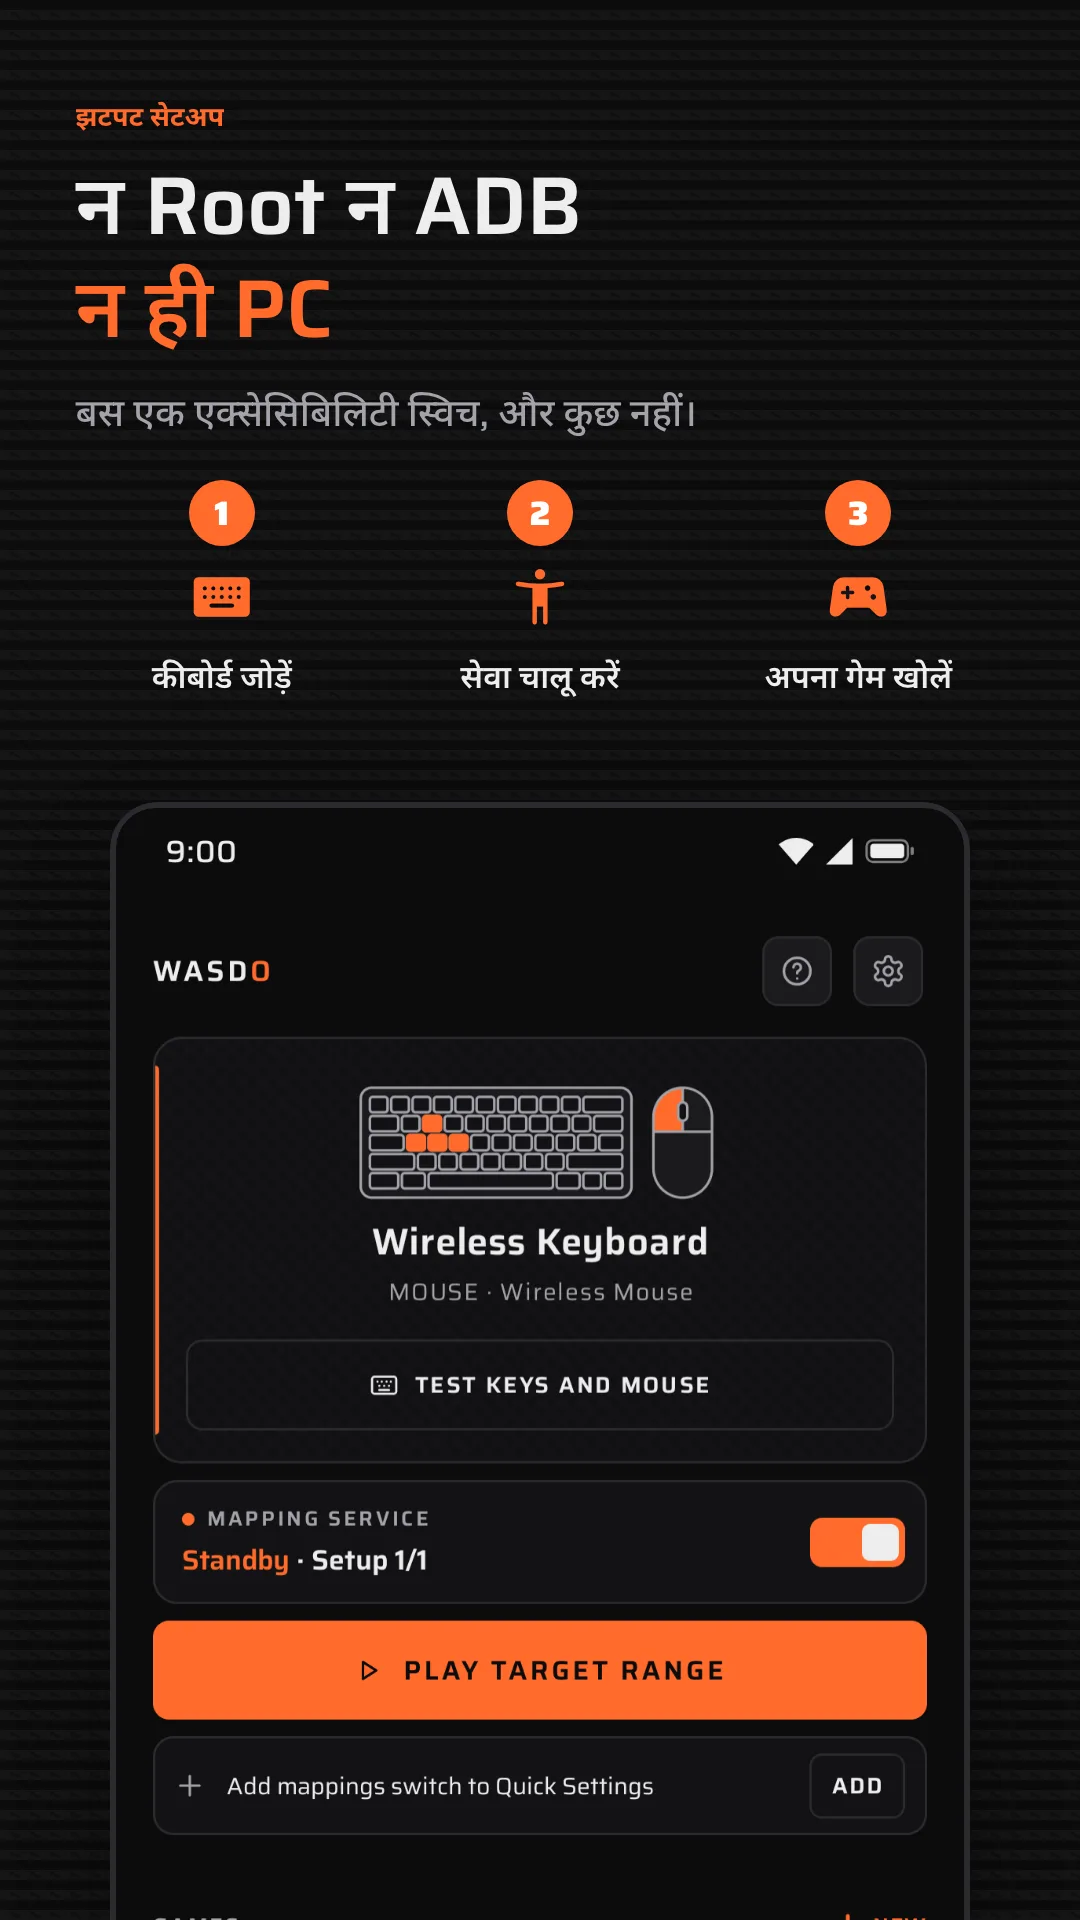 झटपट सेटअप
न Root न ADB
न ही PC
बस एक एक्सेसिबिलिटी स्विच, और कुछ नहीं।
1
2
3
कीबोर्ड जोड़ें
सेवा चालू करें
अपना गेम खोलें
9:00
WASDO
Wireless Keyboard
MOUSE · Wireless Mouse
TEST KEYS AND MOUSE
MAPPING SERVICE
Standby · Setup 1/1
PLAY TARGET RANGE
Add mappings switch to Quick Settings
ADD